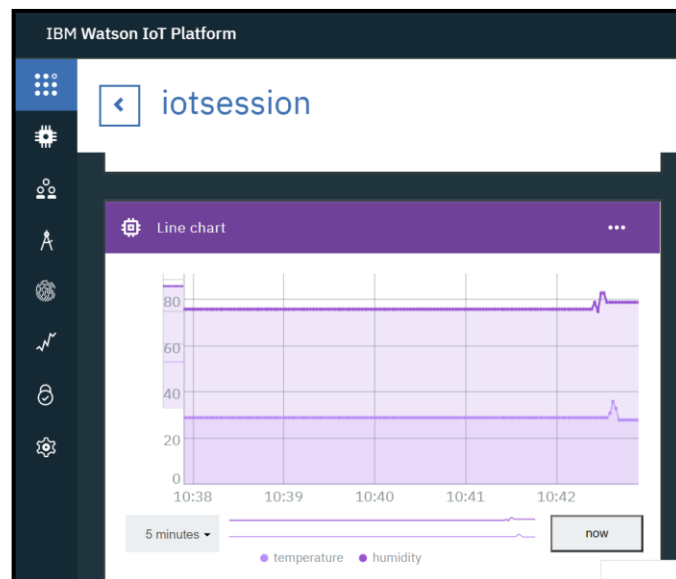 IBM Watson IoT Platform
iotsession
Line chart
80
60
40
20
0
10:38 10:39 10:40 10:41 10:42
5 minutes
now
temperature humidity